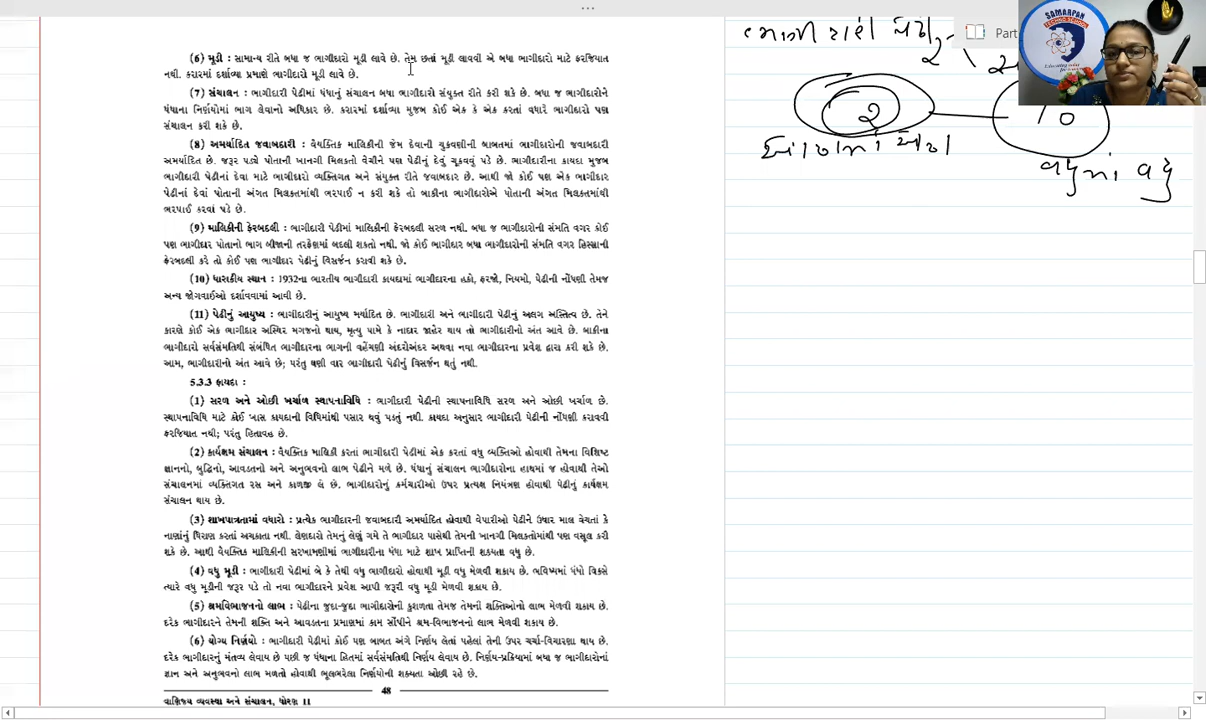 (6) મૂડી : સામાન્ય રીતે બધા જ ભાગીદારો મૂડી લાવે છે. તેમ છતાં મૂડી લાવવી એ બધા ભાગીદારો માટે ફરજિયાત
નથી. કરારમાં દર્શાવ્યા પ્રમાણે ભાગીદારો મૂડી લાવે છે.
(7) સંચાલન : ભાગીદારી પેઢીમાં ધંધાનું સંચાલન બધા ભાગીદારો સંયુક્ત રીતે કરી શકે છે. બધા જ ભાગીદારોને
ધંધાના નિર્ણયોમાં ભાગ લેવાનો અધિકાર છે. કરારમાં દર્શાવ્યા મુજબ કોઈ એક કે એક કરતાં વધારે ભાગીદારો પણ
સંચાલન કરી શકે છે.
(8) અમર્યાદિત જવાબદારી : વૈયક્તિક માલિકીની જેમ દેવાની ચુકવણીની બાબતમાં ભાગીદારોની જવાબદારી
અમર્યાદિત છે. જરૂર પડ્યે પોતાની ખાનગી મિલકતો વેચીને પણ પેઢીનું દેવું ચૂકવવું પડે છે. ભાગીદારીના કાયદા મુજબ
ભાગીદારી પેઢીનાં દેવા માટે ભાગીદારો વ્યક્તિગત અને સંયુક્ત રીતે જવાબદાર છે. આથી જો કોઈ પણ એક ભાગીદાર
પેઢીનાં દેવાં પોતાની અંગત મિલકતમાંથી ભરપાઈ ન કરી શકે તો બાકીના ભાગીદારોએ પોતાની અંગત મિલકતમાંથી
ભરપાઈ કરવાં પડે છે.
(9) માલિકીની ફેરબદલી : ભાગીદારી પેઢીમાં માલિકીની ફેરબદલી સરળ નથી. બધા જ ભાગીદારોની સંમતિ વગર કોઈ
પણ ભાગીદાર પોતાનો ભાગ બીજાની તરફેણમાં બદલી શકતો નથી. જો કોઈ ભાગીદાર બધા ભાગીદારોની સંમતિ વગર હિસ્સાની
ફેરબદલી કરે તો કોઈ પણ ભાગીદાર પેઢીનું વિસર્જન કરાવી શકે છે.
(10) ધારાકીય સ્થાન : 1932ના ભારતીય ભાગીદારી કાયદામાં ભાગીદારના હકો, ફરજો, નિયમો, પેઢીની નોંધણી તેમજ
અન્ય જોગવાઈઓ દર્શાવવામાં આવી છે.
(11) પેઢીનું આયુષ્ય : ભાગીદારીનું આયુષ્ય મર્યાદિત છે. ભાગીદારી અને ભાગીદારી પેઢીનું અલગ અસ્તિત્વ છે. તેને
કારણે કોઈ એક ભાગીદાર અસ્થિર મગજનો થાય, મૃત્યુ પામે કે નાદાર જાહેર થાય તો ભાગીદારીનો અંત આવે છે. બાકીના
ભાગીદારો સર્વસંમતિથી સંબંધિત ભાગીદારના ભાગની વહેંચણી અંદરોઅંદર અથવા નવા ભાગીદારના પ્રવેશ દ્વારા કરી શકે છે.
આમ, ભાગીદારીનો અંત આવે છે; પરંતુ ઘણી વાર ભાગીદારી પેઢીનું વિસર્જન થતું નથી.
5.3.3 ફાયદા :
(1) સરળ અને ઓછી ખર્ચાળ સ્થાપનાવિધિ : ભાગીદારી પેઢીની સ્થાપનાવિધિ સરળ અને ઓછી ખર્ચાળ છે.
સ્થાપનાવિધિ માટે કોઈ ખાસ કાયદાની વિધિમાંથી પસાર થવું પડતું નથી. કાયદા અનુસાર ભાગીદારી પેઢીની નોંધણી કરાવવી
ફરજિયાત નથી; પરંતુ હિતાવહ છે.
(2) કાર્યક્ષમ સંચાલન : વૈયક્તિક માલિકી કરતાં ભાગીદારી પેઢીમાં એક કરતાં વધુ વ્યક્તિઓ હોવાથી તેમના વિશિષ્ટ
જ્ઞાનનો, બુદ્ધિનો, આવડતનો અને અનુભવનો લાભ પેઢીને મળે છે. ધંધાનું સંચાલન ભાગીદારોના હાથમાં જ હોવાથી તેઓ
સંચાલનમાં વ્યક્તિગત રસ અને કાળજી લે છે. ભાગીદારોનું કર્મચારીઓ ઉપર પ્રત્યક્ષ નિયંત્રણ હોવાથી પેઢીનું કાર્યક્ષમ
સંચાલન થાય છે.
(3) શાખપાત્રતામાં વધારો : પ્રત્યેક ભાગીદારની જવાબદારી અમર્યાદિત હોવાથી વેપારીઓ પેઢીને ઉધાર માલ વેચતાં કે
નાણાંનું ધિરાણ કરતાં અચકાતા નથી. લેણદારો તેમનું લેણું ગમે તે ભાગીદાર પાસેથી તેમની ખાનગી મિલકતોમાંથી પણ વસૂલ કરી
શકે છે. આથી વૈયક્તિક માલિકીની સરખામણીમાં ભાગીદારીના ધંધા માટે શાખ પ્રાપ્તિની શક્યતા વધુ છે.
(4) વધુ મૂડી : ભાગીદારી પેઢીમાં બે કે તેથી વધુ ભાગીદારો હોવાથી મૂડી વધુ મેળવી શકાય છે. ભવિષ્યમાં ધંધો વિકસે
ત્યારે વધુ મૂડીની જરૂર પડે તો નવા ભાગીદારને પ્રવેશ આપી જરૂરી વધુ મૂડી મેળવી શકાય છે.
(5) શ્રમવિભાજનનો લાભ : પેઢીના જુદા-જુદા ભાગીદારોની કુશળતા તેમજ તેમની શક્તિઓનો લાભ મેળવી શકાય છે.
દરેક ભાગીદારને તેમની શક્તિ અને આવડતના પ્રમાણમાં કામ સોંપીને શ્રમ-વિભાજનનો લાભ મેળવી શકાય છે.
(6) યોગ્ય નિર્ણયો : ભાગીદારી પેઢીમાં કોઈ પણ બાબત અંગે નિર્ણય લેતાં પહેલાં તેની ઉપર ચર્ચા-વિચારણા થાય છે.
દરેક ભાગીદારનું મંતવ્ય લેવાય છે પછી જ ધંધાના હિતમાં સર્વસંમતિથી નિર્ણય લેવાય છે. નિર્ણય-પ્રક્રિયામાં બધા જ ભાગીદારોનાં
જ્ઞાન અને અનુભવનો લાભ મળતો હોવાથી ભૂલભરેલા નિર્ણયોની શક્યતા ઓછી રહે છે.
48
વાણિજ્ય વ્યવસ્થા અને સંચાલન, ધોરણ 11
2
10
ઓછામાં ઓછા
વધુમાં વધુ
Part
SAMARPAN
TECHNO SCHOOL